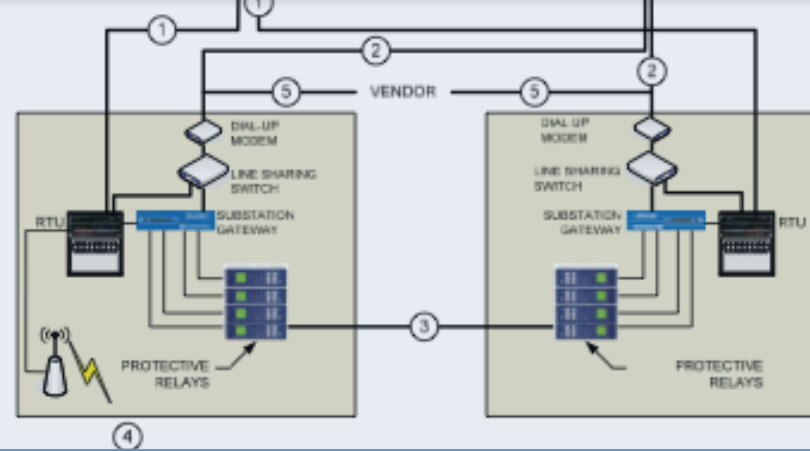 1
1
2
2
5
VENDOR
5
DIAL-UP
MODEM
DIAL-UP
MODEM
LINE SHARING
SWITCH
LINE SHARING
SWITCH
RTU
SUBSTATION
GATEWAY
SUBSTATION
GATEWAY
RTU
3
PROTECTIVE
RELAYS
PROTECTIVE
RELAYS
4